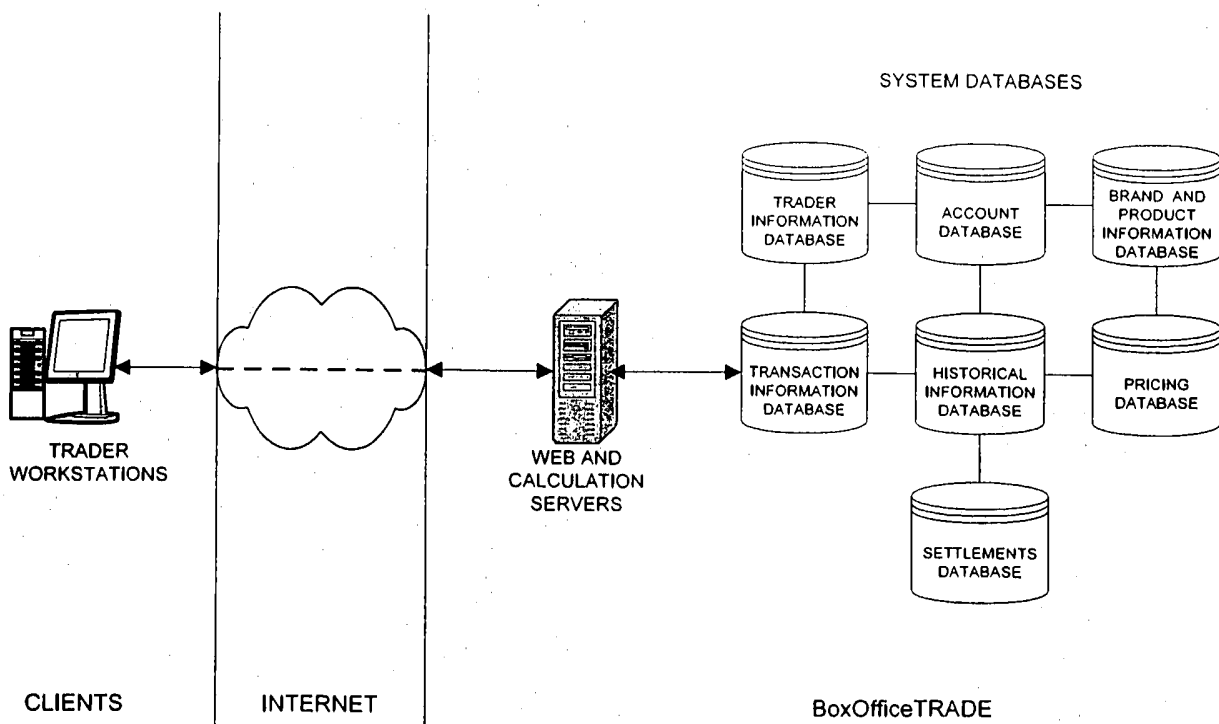 SYSTEM DATABASES
TRADER
INFORMATION
DATABASE
ACCOUNT
DATABASE
BRAND AND
PRODUCT
INFORMATION
DATABASE
TRANSACTION
INFORMATION
DATABASE
HISTORICAL
INFORMATION
DATABASE
PRICING
DATABASE
TRADER
WORKSTATIONS
WEB AND
CALCULATION
SERVERS
SETTLEMENTS
DATABASE
CLIENTS
INTERNET
BoxOfficeTRADE